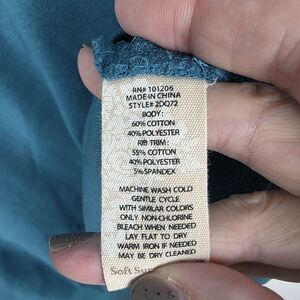 RN# 101206
MADE IN CHINA
STYLE# 2DQ72
BODY:
60% COTTON
40% POLYESTER
RIB TRIM:
55% COTTON
40% POLYESTER
5% SPANDEX
MACHINE WASH COLD
GENTLE CYCLE
WITH SIMILAR COLORS
ONLY NON-CHLORINE
BLEACH WHEN NEEDED
LAY FLAT TO DRY
WARM IRON IF NEEDED
MAY BE DRY CLEANED
Soft